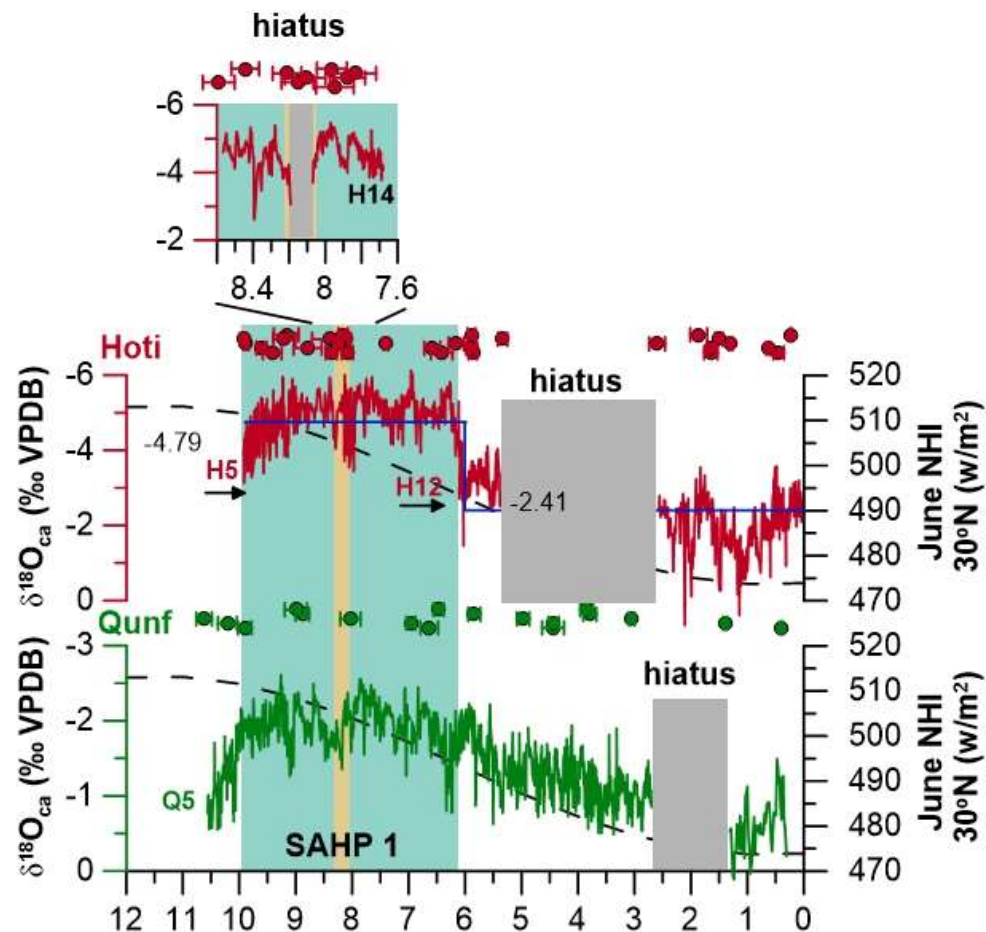 hiatus
-6
-4
-2
H14
8.4 8 7.6
Hoti
-6
-4
-2
0
δ¹⁸Oca (‰ VPDB)
-4.79
H5
H12
hiatus
-2.41
520
510
500
490
480
470
June NHI
30ºN (w/m²)
Qunf
-3
-2
-1
0
δ¹⁸Oca (‰ VPDB)
Q5
SAHP 1
hiatus
520
510
500
490
480
470
June NHI
30ºN (w/m²)
12 11 10 9 8 7 6 5 4 3 2 1 0